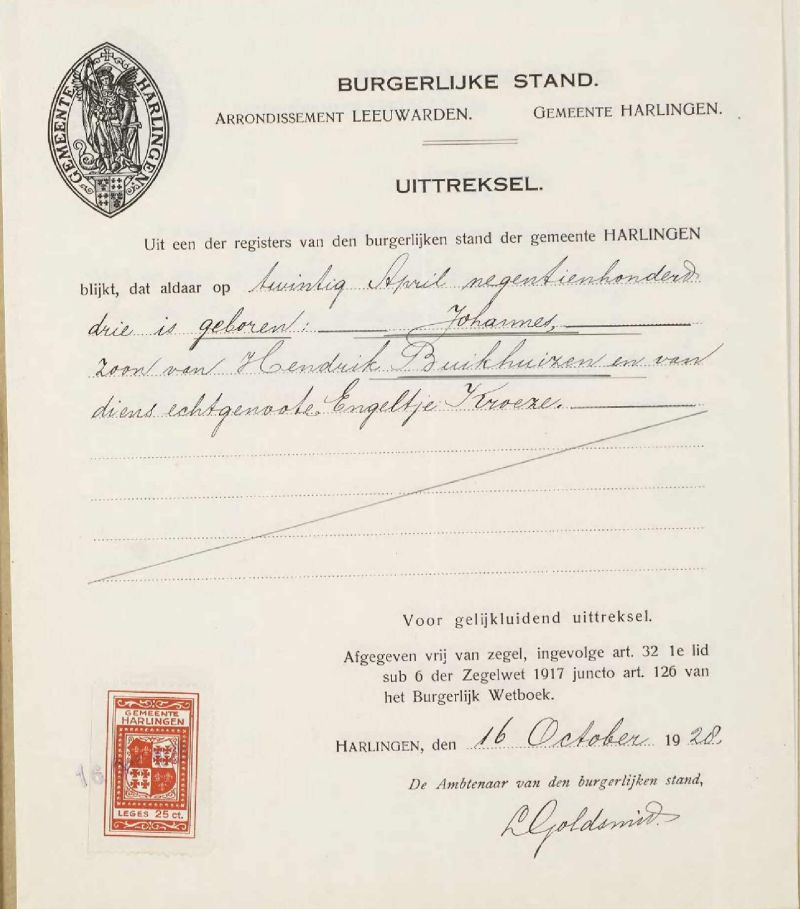 GEMEENTE HARLINGEN
BURGERLIJKE STAND.
ARRONDISSEMENT LEEUWARDEN. GEMEENTE HARLINGEN.
UITTREKSEL.
Uit een der registers van den burgerlijken stand der gemeente HARLINGEN
blijkt, dat aldaar op twintig April negentienhonderd
drie is geboren: Johannes,
zoon van Hendrik Buikhuizen en van
diens echtgenoote Engeltje Kroeze.
Voor gelijkluidend uittreksel.
Afgegeven vrij van zegel, ingevolge art. 32 1e lid
sub 6 der Zegelwet 1917 juncto art. 126 van
het Burgerlijk Wetboek.
HARLINGEN, den 16 October 1928.
De Ambtenaar van den burgerlijken stand,
L Goldsmid
GEMEENTE
HARLINGEN
LEGES 25 ct.